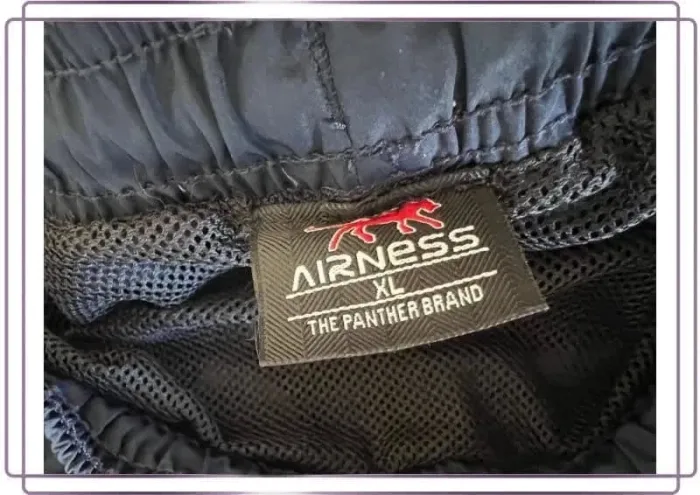 AIRNESS
XL
THE PANTHER BRAND